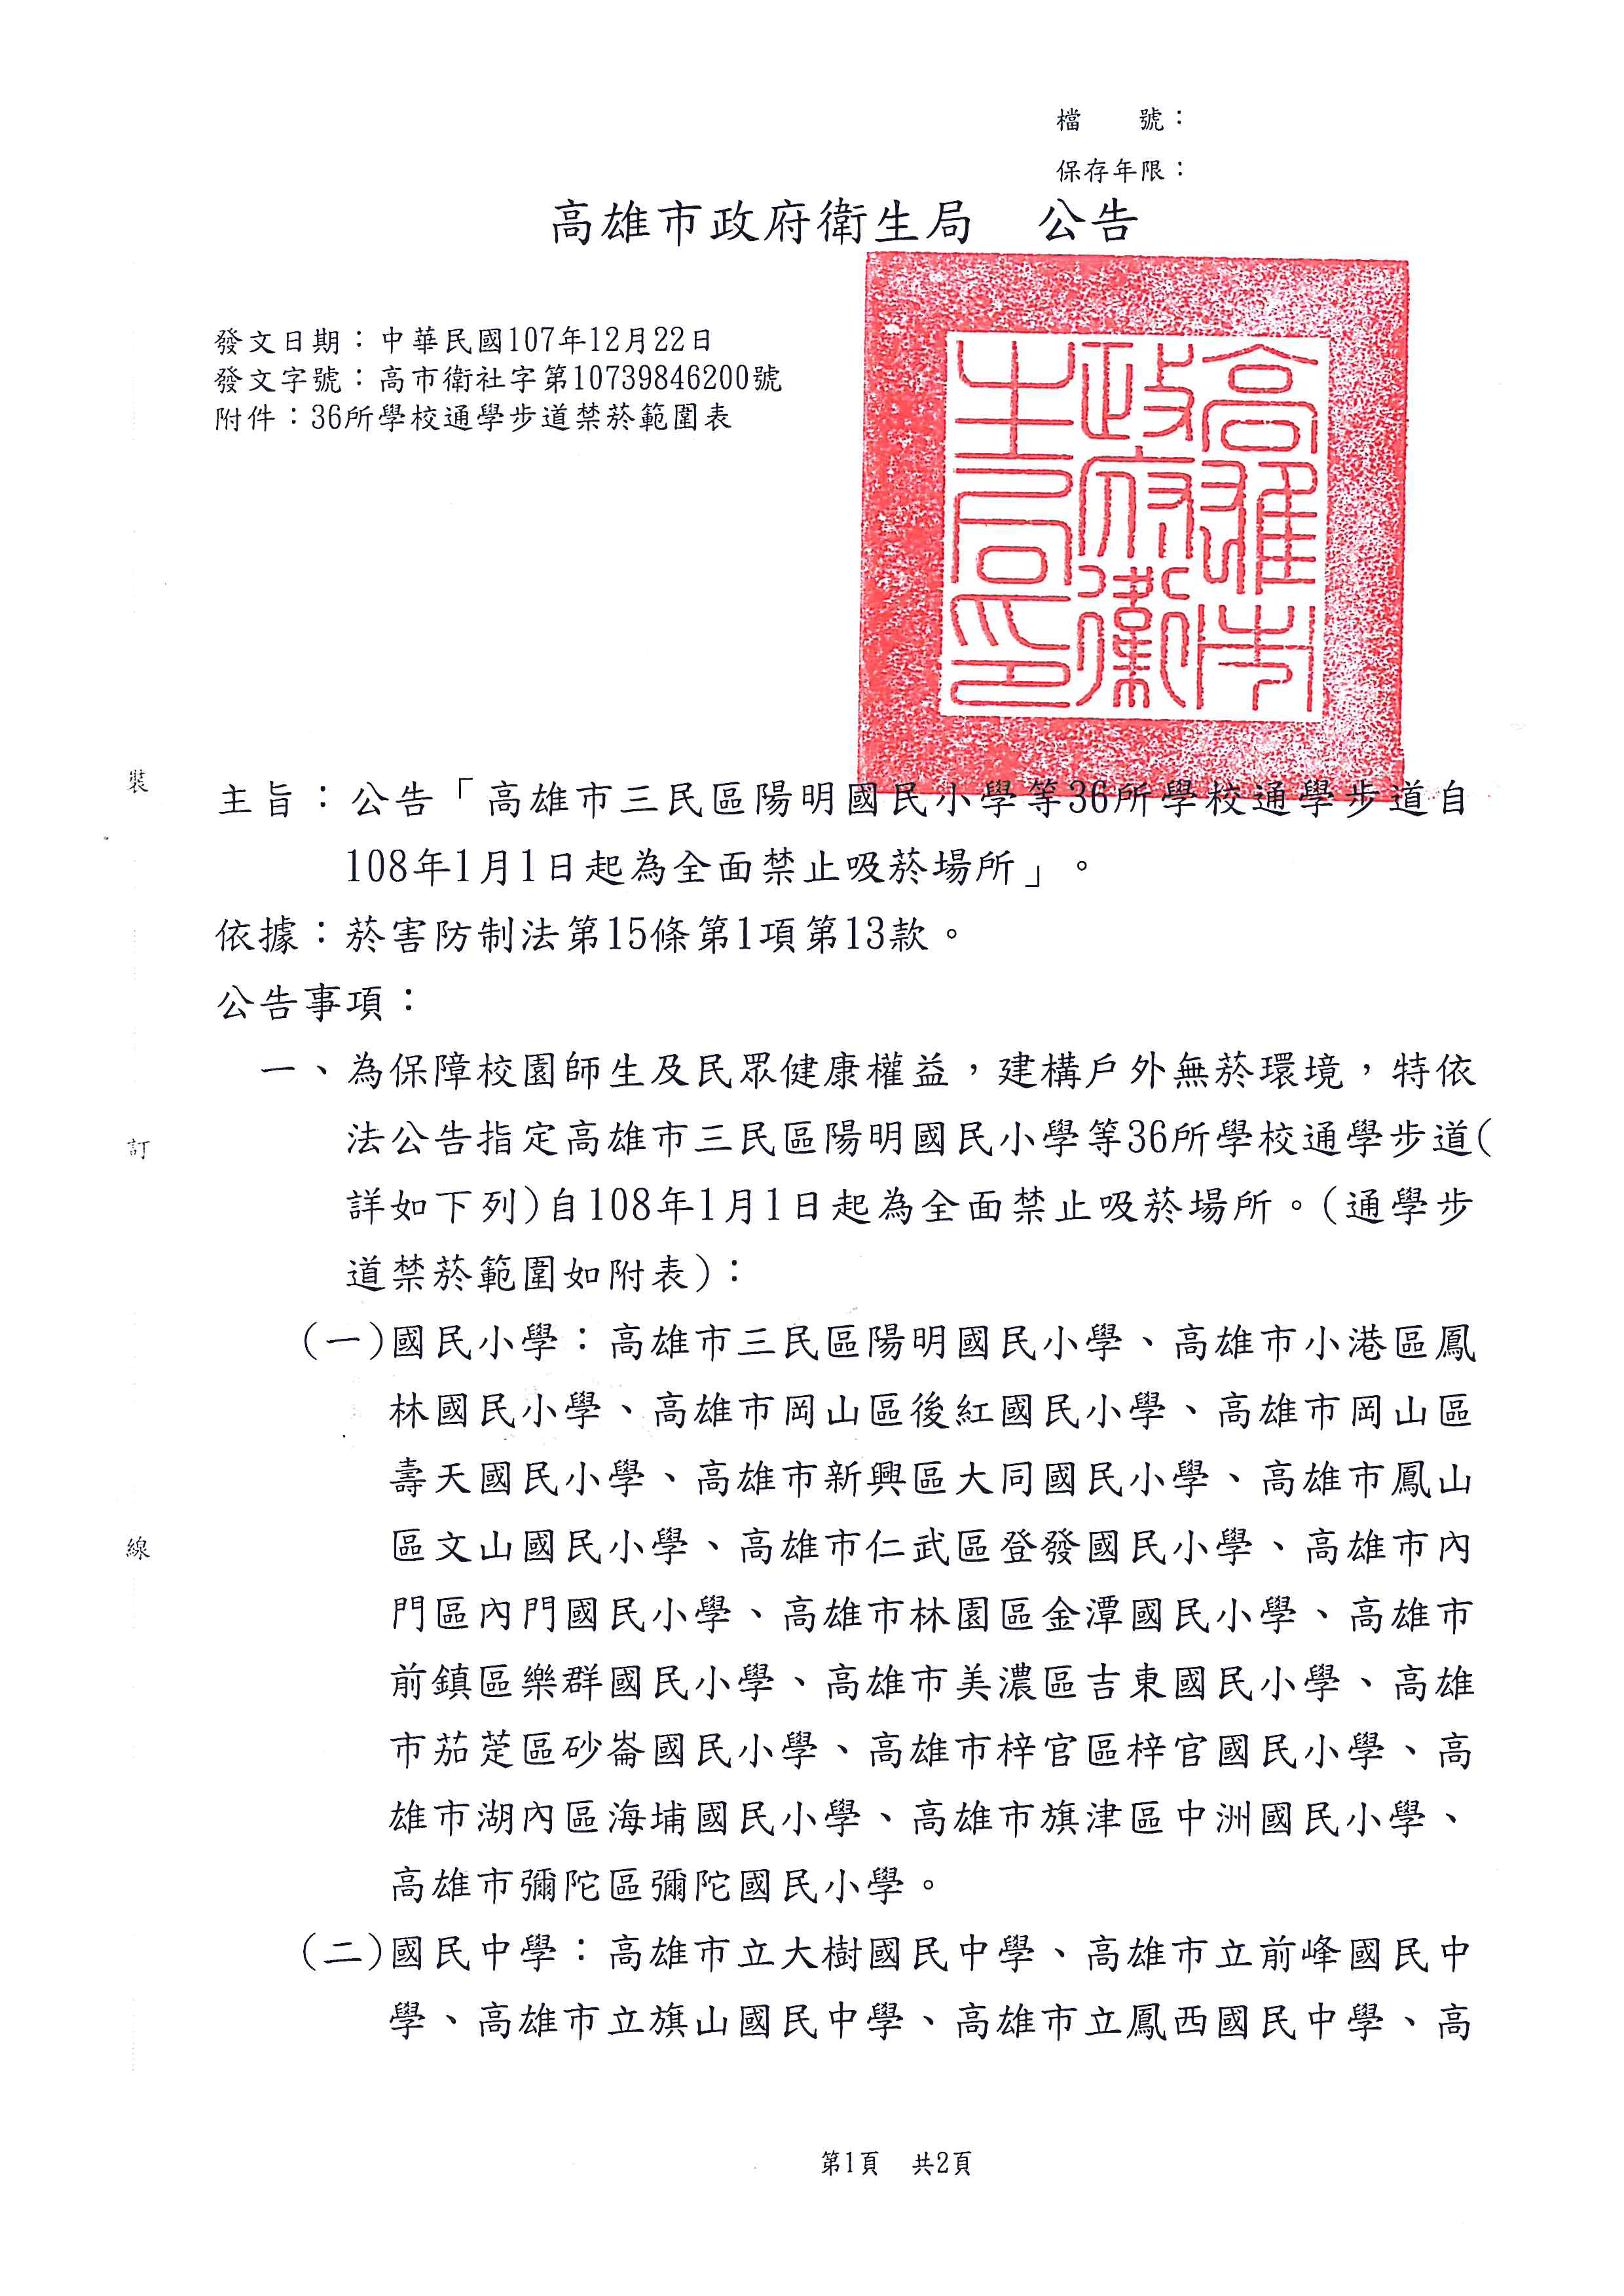 檔　　號：
保存年限：
高雄市政府衛生局　公告
發文日期：中華民國107年12月22日
發文字號：高市衛社字第10739846200號
附件：36所學校通學步道禁菸範圍表
高雄市
政府衛
生局印
主旨：公告「高雄市三民區陽明國民小學等36所學校通學步道自
108年1月1日起為全面禁止吸菸場所」。
依據：菸害防制法第15條第1項第13款。
公告事項：
一、為保障校園師生及民眾健康權益，建構戶外無菸環境，特依
法公告指定高雄市三民區陽明國民小學等36所學校通學步道(
詳如下列)自108年1月1日起為全面禁止吸菸場所。(通學步
道禁菸範圍如附表)：
(一)國民小學：高雄市三民區陽明國民小學、高雄市小港區鳳
林國民小學、高雄市岡山區後紅國民小學、高雄市岡山區
壽天國民小學、高雄市新興區大同國民小學、高雄市鳳山
區文山國民小學、高雄市仁武區登發國民小學、高雄市內
門區內門國民小學、高雄市林園區金潭國民小學、高雄市
前鎮區樂群國民小學、高雄市美濃區吉東國民小學、高雄
市茄萣區砂崙國民小學、高雄市梓官區梓官國民小學、高
雄市湖內區海埔國民小學、高雄市旗津區中洲國民小學、
高雄市彌陀區彌陀國民小學。
(二)國民中學：高雄市立大樹國民中學、高雄市立前峰國民中
學、高雄市立旗山國民中學、高雄市立鳳西國民中學、高
裝
訂
線
第1頁　共2頁